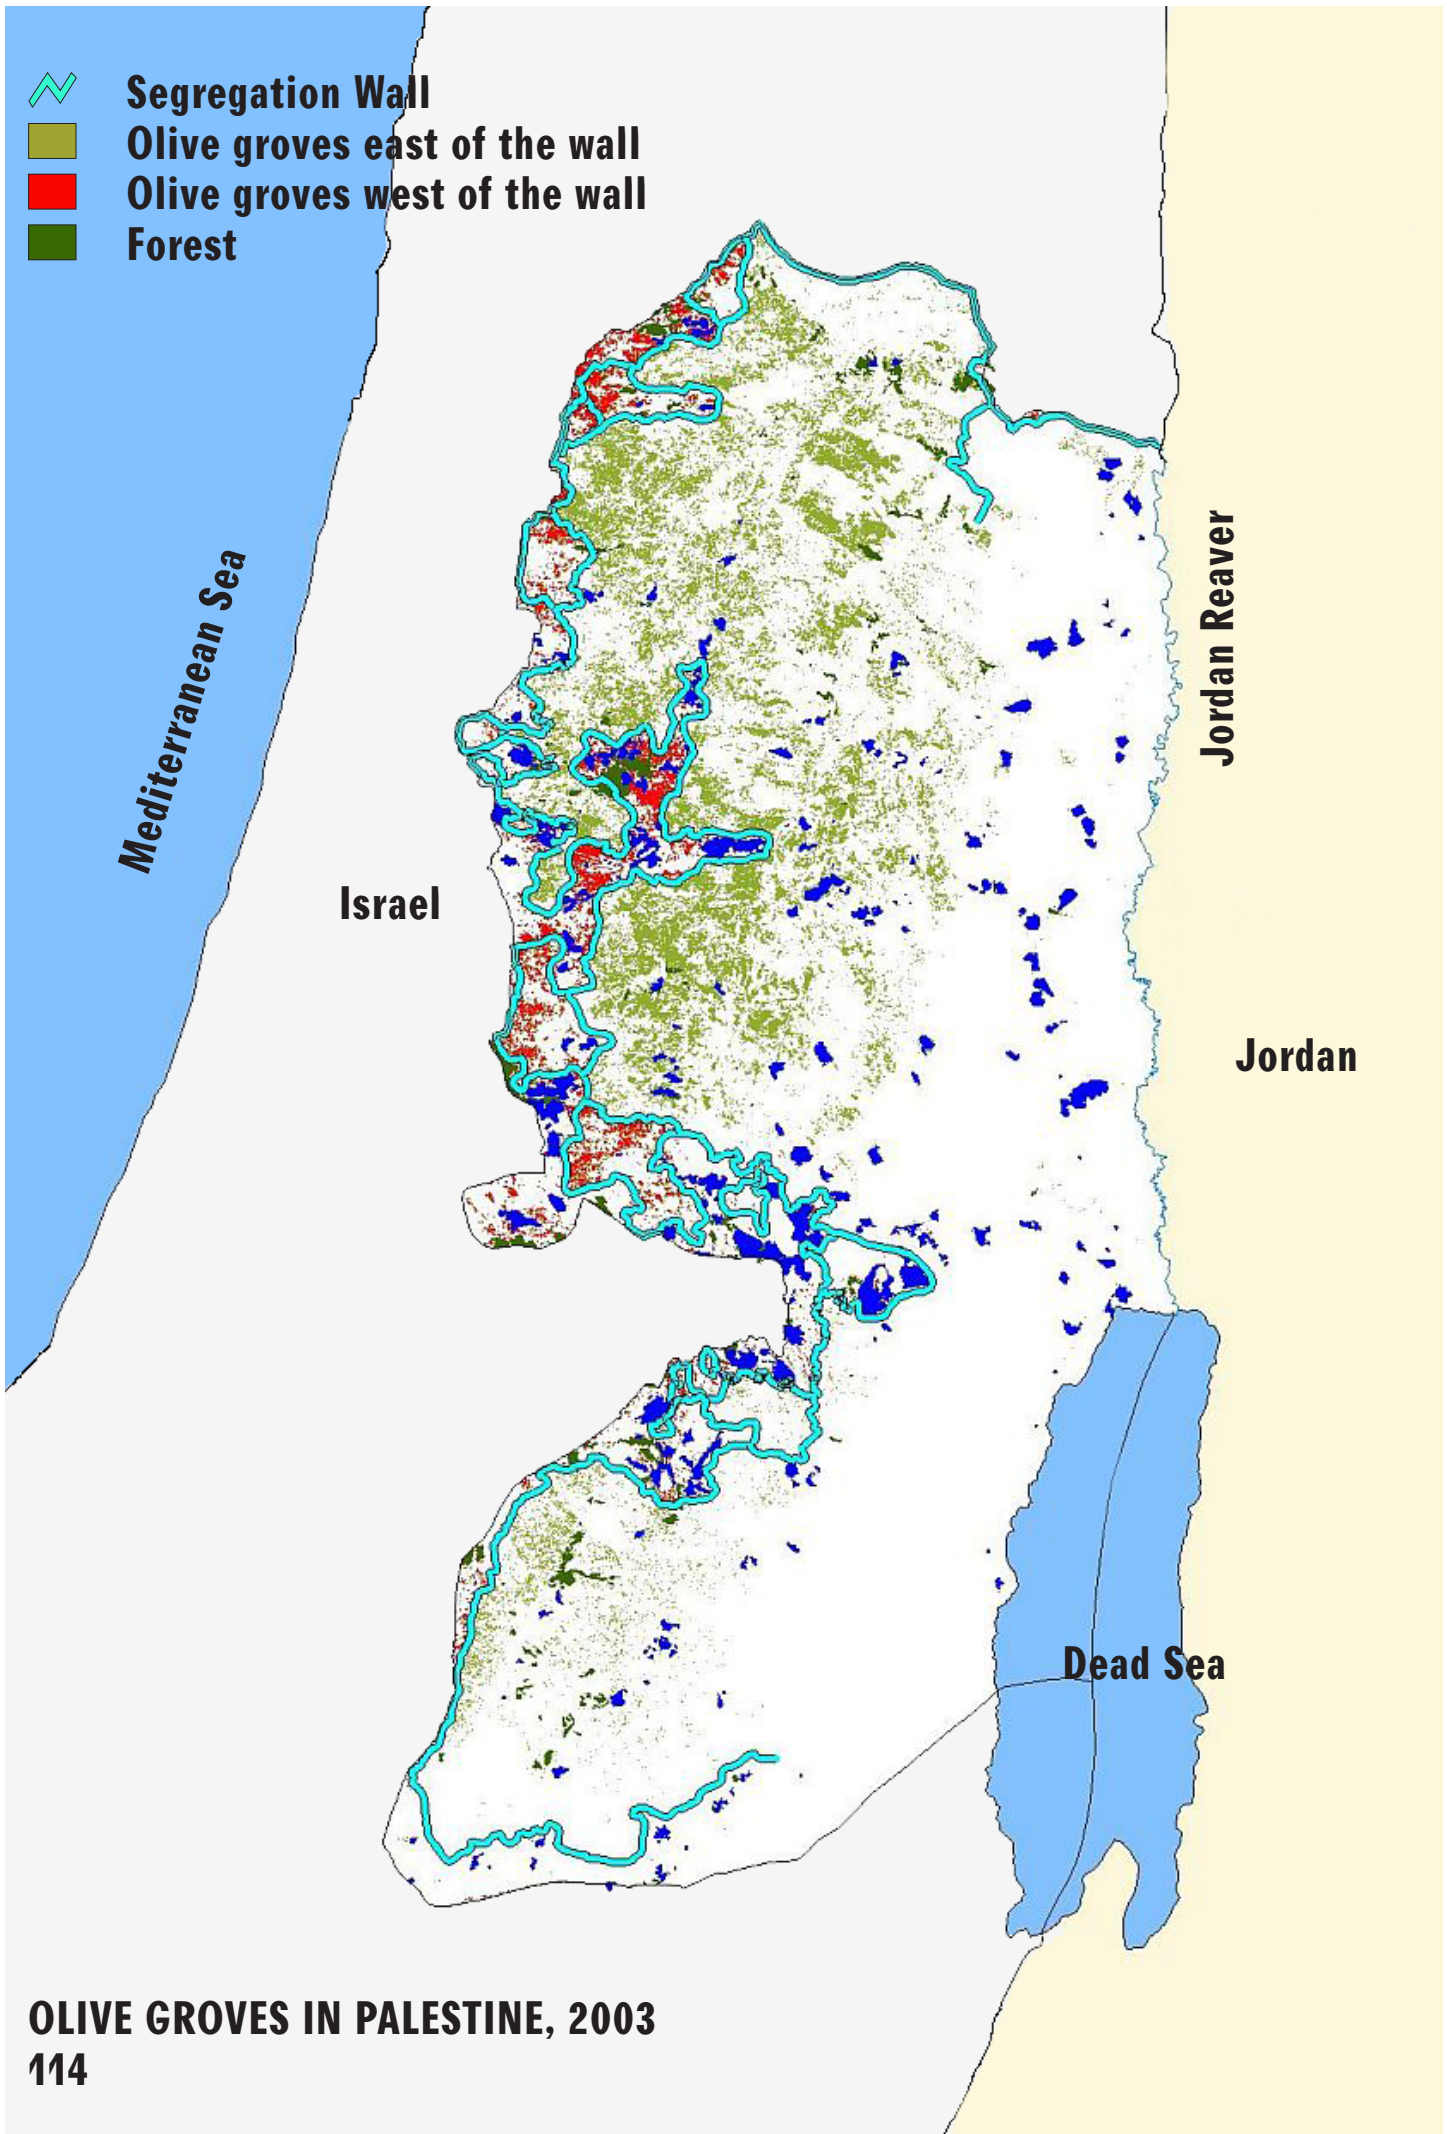 Segregation Wall
Olive groves east of the wall
Olive groves west of the wall
Forest
Mediterranean Sea
Jordan Reaver
Israel
Jordan
Dead Sea
OLIVE GROVES IN PALESTINE, 2003
114